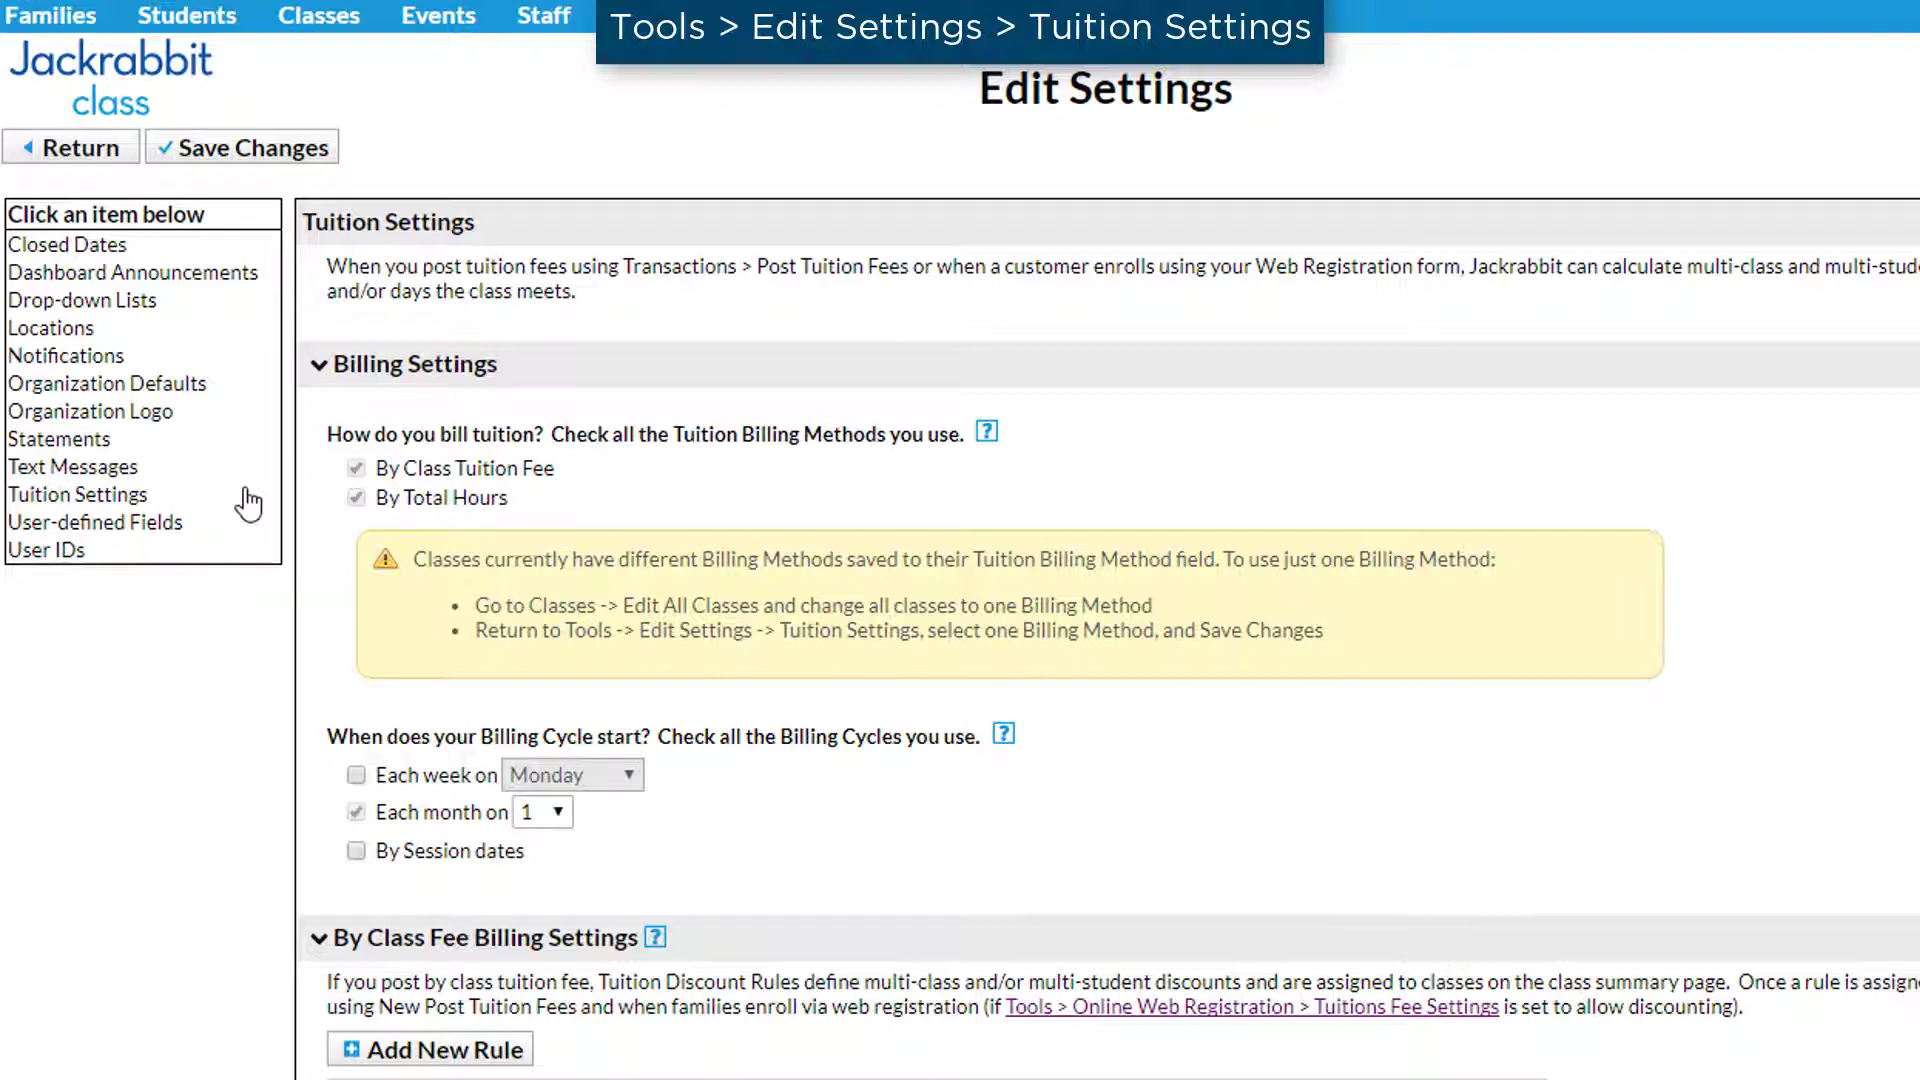 Families Students Classes Events Staff
Tools > Edit Settings > Tuition Settings
Jackrabbit
class
Edit Settings
Return Save Changes
Click an item below
Closed Dates
Dashboard Announcements
Drop-down Lists
Locations
Notifications
Organization Defaults
Organization Logo
Statements
Text Messages
Tuition Settings
User-defined Fields
User IDs
Tuition Settings
When you post tuition fees using Transactions > Post Tuition Fees or when a customer enrolls using your Web Registration form, Jackrabbit can calculate multi-class and
and/or days the class meets.
Billing Settings
How do you bill tuition? Check all the Tuition Billing Methods you use. ?
By Class Tuition Fee
By Total Hours
Classes currently have different Billing Methods saved to their Tuition Billing Method field. To use just one Billing Method:
• Go to Classes -> Edit All Classes and change all classes to one Billing Method
• Return to Tools -> Edit Settings -> Tuition Settings, select one Billing Method, and Save Changes
When does your Billing Cycle start? Check all the Billing Cycles you use. ?
Each week on Monday
Each month on 1
By Session dates
By Class Fee Billing Settings ?
If you post by class tuition fee, Tuition Discount Rules define multi-class and/or multi-student discounts and are assigned to classes on the class summary page. Once a rule is
using New Post Tuition Fees and when families enroll via web registration (if Tools > Online Web Registration > Tuitions Fee Settings is set to allow discounting).
Add New Rule